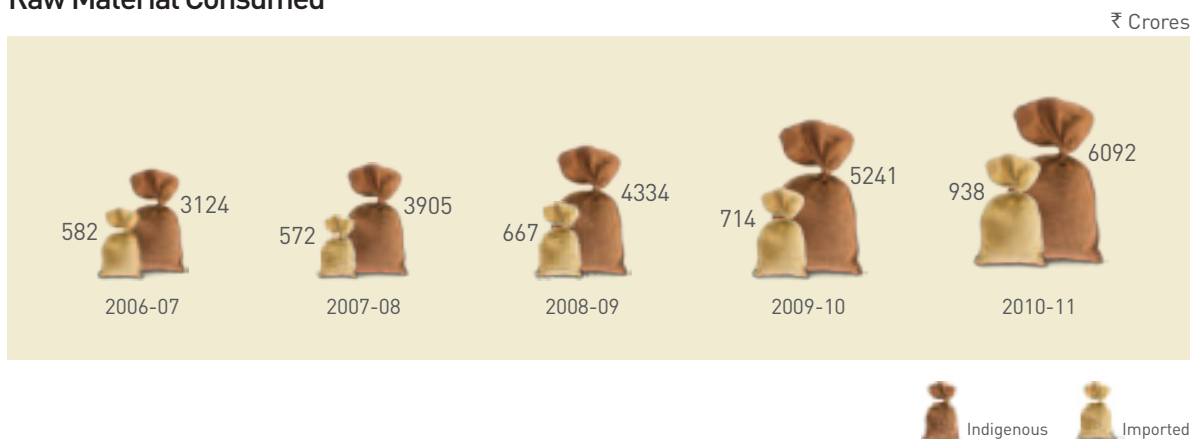 Raw Material Consumed
₹ Crores
582 3124
572 3905
667 4334
714 5241
938 6092
2006-07 2007-08 2008-09 2009-10 2010-11
Indigenous Imported